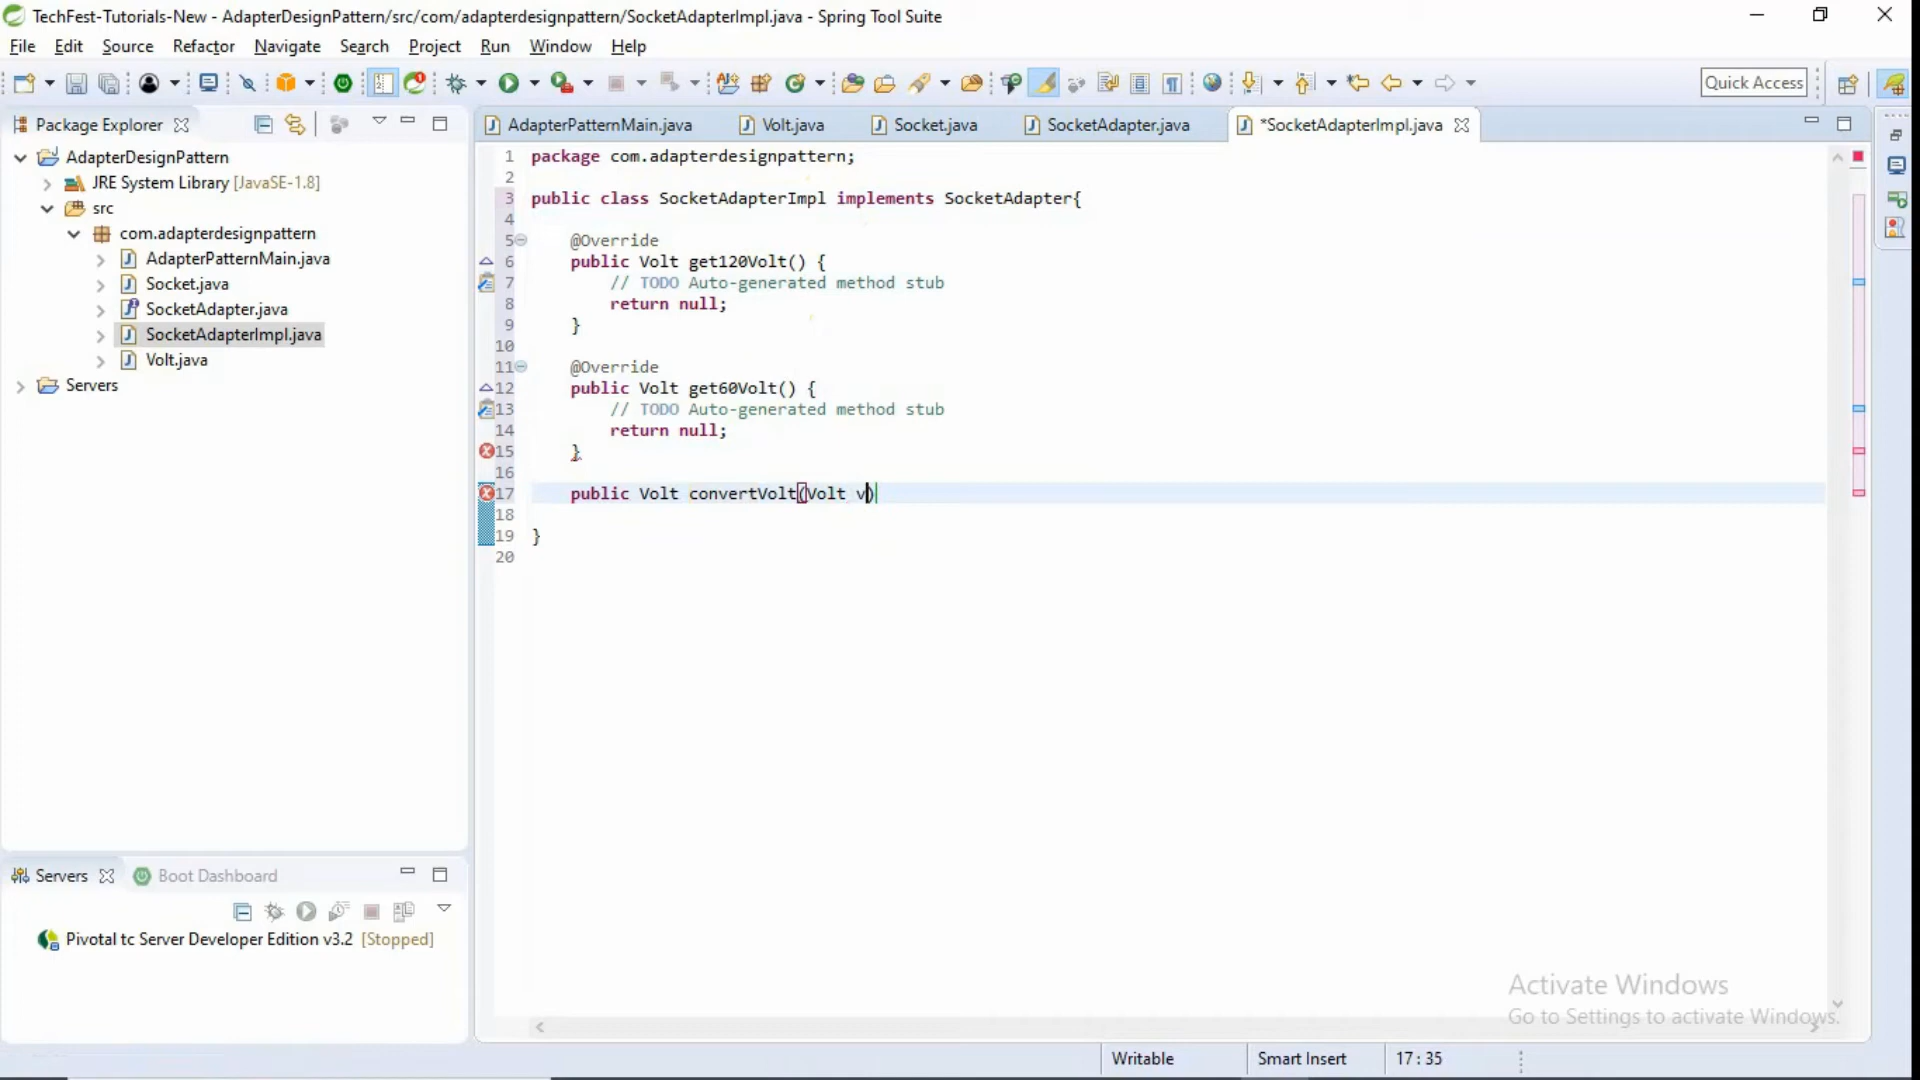 TechFest-Tutorials-New - AdapterDesignPattern/src/com/adapterdesignpattern/SocketAdapterImpl.java - Spring Tool Suite
File Edit Source Refactor Navigate Search Project Run Window Help
Quick Access
Package Explorer
AdapterPatternMain.java Volt.java Socket.java SocketAdapter.java *SocketAdapterImpl.java
AdapterDesignPattern
JRE System Library [JavaSE-1.8]
src
com.adapterdesignpattern
AdapterPatternMain.java
Socket.java
SocketAdapter.java
SocketAdapterImpl.java
Volt.java
Servers
1 package com.adapterdesignpattern;
2
3 public class SocketAdapterImpl implements SocketAdapter{
4
5 @Override
6 public Volt get120Volt() {
7 // TODO Auto-generated method stub
8 return null;
9 }
10
11 @Override
12 public Volt get60Volt() {
13 // TODO Auto-generated method stub
14 return null;
15 }
16
17 public Volt convertVolt(Volt v)
18
19 }
20
Servers Boot Dashboard
Pivotal tc Server Developer Edition v3.2 [Stopped]
Activate Windows
Go to Settings to activate Windows.
Writable Smart Insert 17 : 35